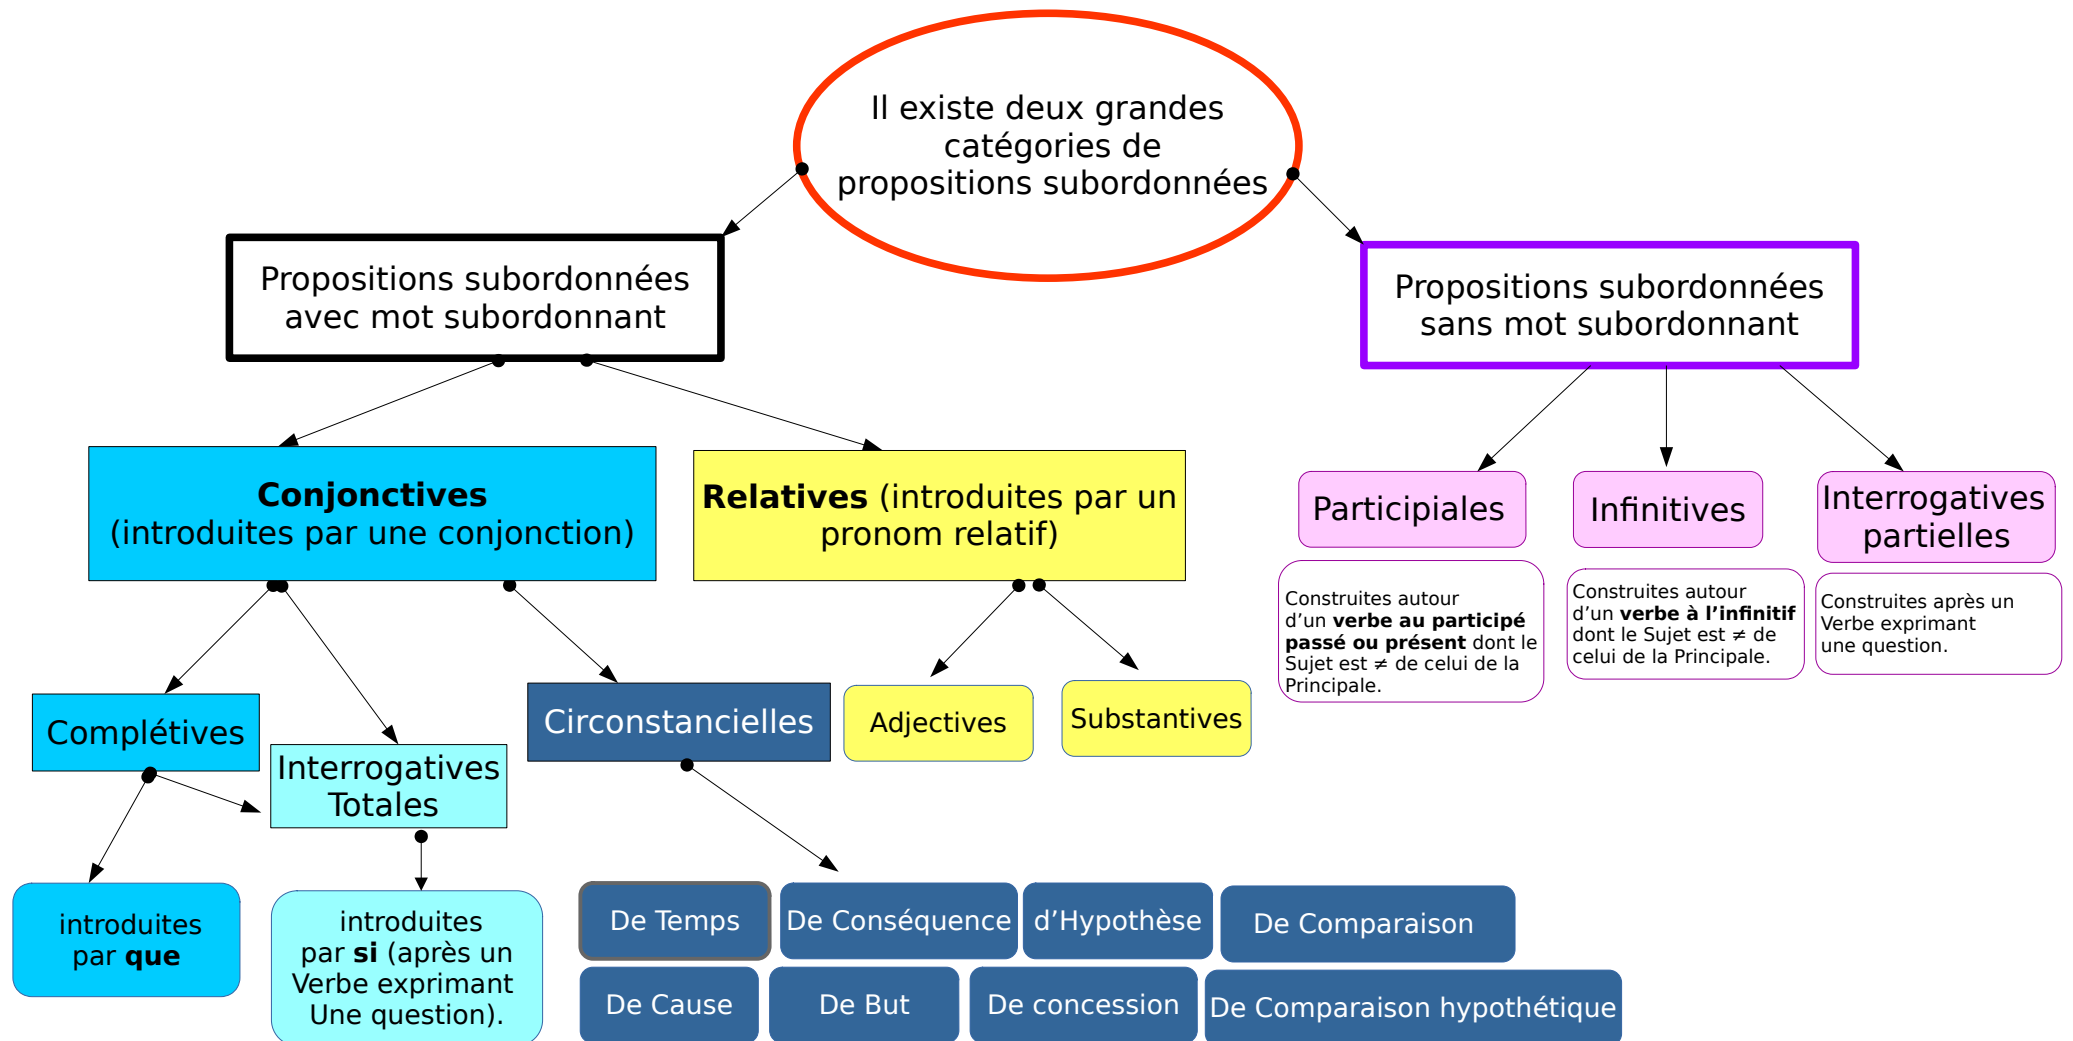 Il existe deux grandes
catégories de
propositions subordonnées
Propositions subordonnées
avec mot subordonnant
Propositions subordonnées
sans mot subordonnant
Conjonctives
(introduites par une conjonction)
Relatives (introduites par un
pronom relatif)
Participiales
Infinitives
Interrogatives
partielles
Construites autour
d'un verbe au participé
passé ou présent dont le
Sujet est ≠ de celui de la
Principale.
Construites autour
d’un verbe à l’infinitif
dont le Sujet est ≠ de
celui de la Principale.
Construites après un
Verbe exprimant
une question.
Complétives
Interrogatives
Totales
Circonstancielles
Adjectives
Substantives
introduites
par que
introduites
par si (après un
Verbe exprimant
Une question).
De Temps
De Conséquence
d’Hypothèse
De Comparaison
De Cause
De But
De concession
De Comparaison hypothétique